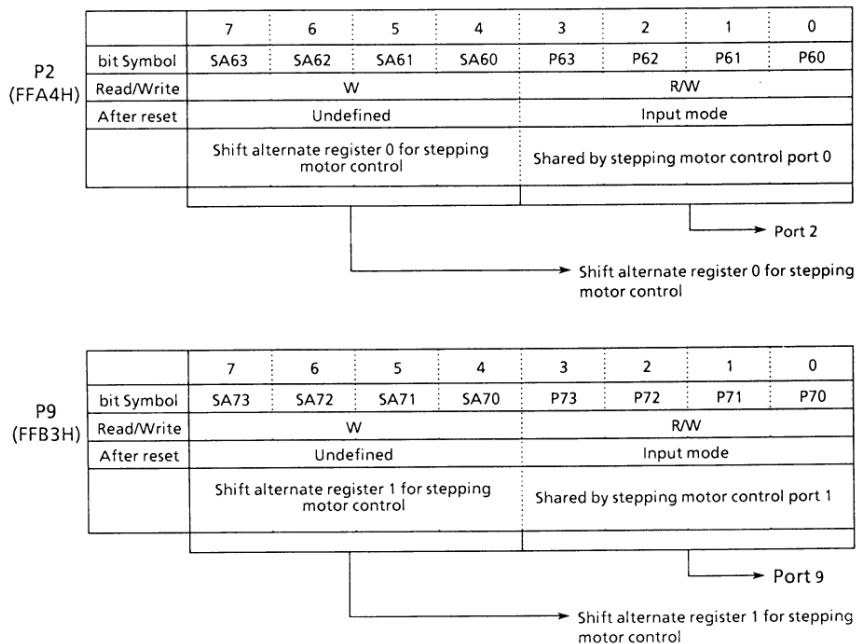 7 6 5 4 3 2 1 0
P2
(FFA4H)
bit Symbol SA63 SA62 SA61 SA60 P63 P62 P61 P60
Read/Write W R/W
After reset Undefined Input mode
Shift alternate register 0 for stepping
motor control
Shared by stepping motor control port 0
Port 2
Shift alternate register 0 for stepping
motor control
7 6 5 4 3 2 1 0
P9
(FFB3H)
bit Symbol SA73 SA72 SA71 SA70 P73 P72 P71 P70
Read/Write W R/W
After reset Undefined Input mode
Shift alternate register 1 for stepping
motor control
Shared by stepping motor control port 1
Port 9
Shift alternate register 1 for stepping
motor control